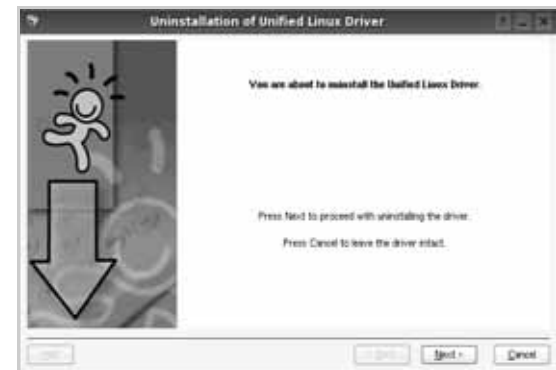 Uninstallation of Unified Linux Driver
You are about to uninstall the Unified Linux Driver.
Press Next to proceed with uninstalling the driver.
Press Cancel to leave the driver intact.
Next >
Cancel